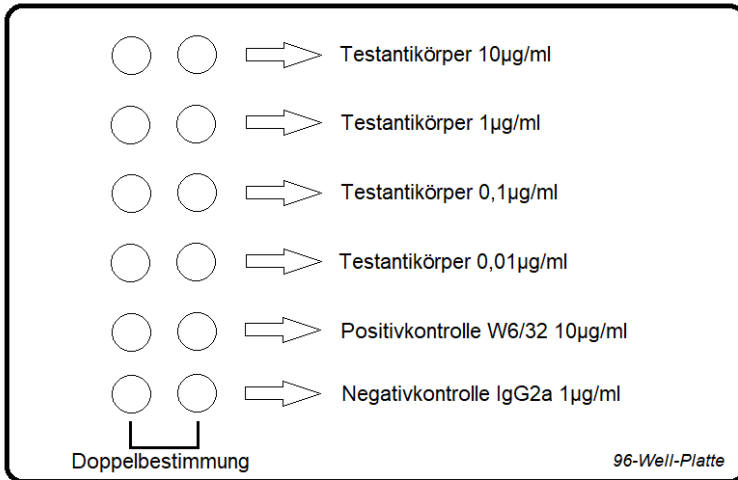 Testantikörper 10µg/ml
Testantikörper 1µg/ml
Testantikörper 0,1µg/ml
Testantikörper 0,01µg/ml
Positivkontrolle W6/32 10µg/ml
Negativkontrolle IgG2a 1µg/ml
Doppelbestimmung
96-Well-Platte